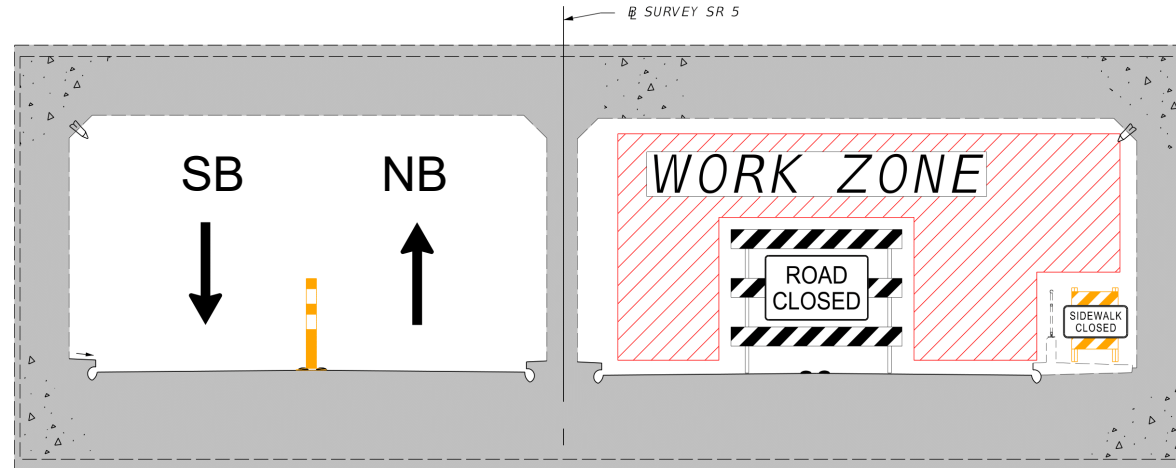 ℄ SURVEY SR 5
SB
NB
WORK ZONE
ROAD
CLOSED
SIDEWALK
CLOSED